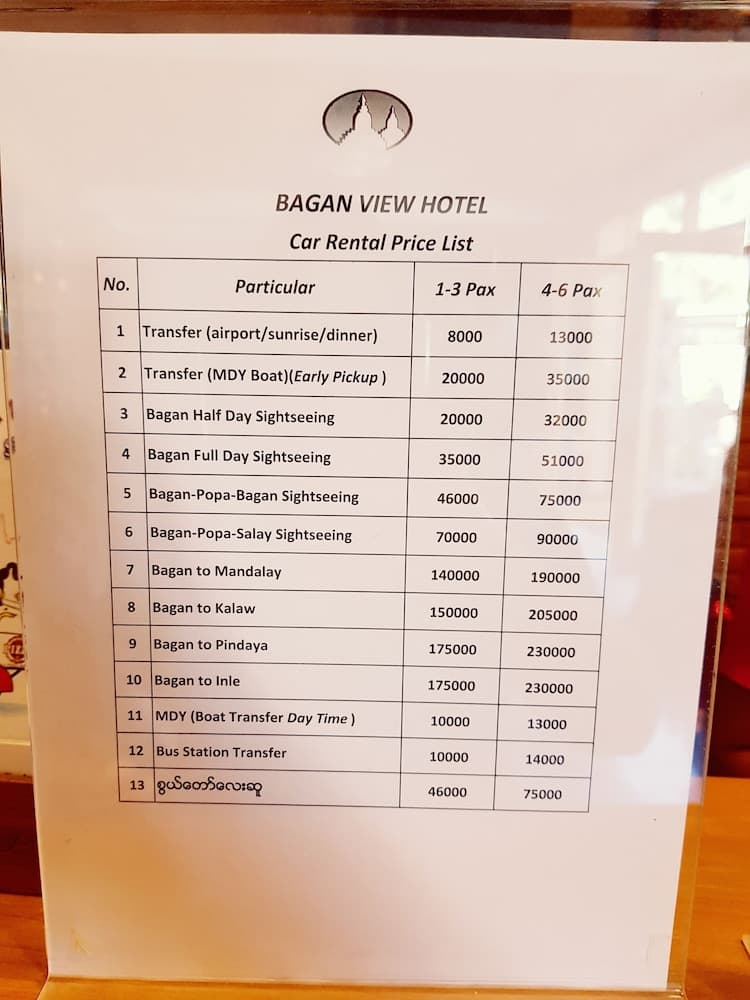 BAGAN VIEW HOTEL
Car Rental Price List
No. Particular 1-3 Pax 4-6 Pax
1 Transfer (airport/sunrise/dinner) 8000 13000
2 Transfer (MDY Boat)(Early Pickup ) 20000 35000
3 Bagan Half Day Sightseeing 20000 32000
4 Bagan Full Day Sightseeing 35000 51000
5 Bagan-Popa-Bagan Sightseeing 46000 75000
6 Bagan-Popa-Salay Sightseeing 70000 90000
7 Bagan to Mandalay 140000 190000
8 Bagan to Kalaw 150000 205000
9 Bagan to Pindaya 175000 230000
10 Bagan to Inle 175000 230000
11 MDY (Boat Transfer Day Time ) 10000 13000
12 Bus Station Transfer 10000 14000
13 စွယ်တော်လေးဆူ 46000 75000